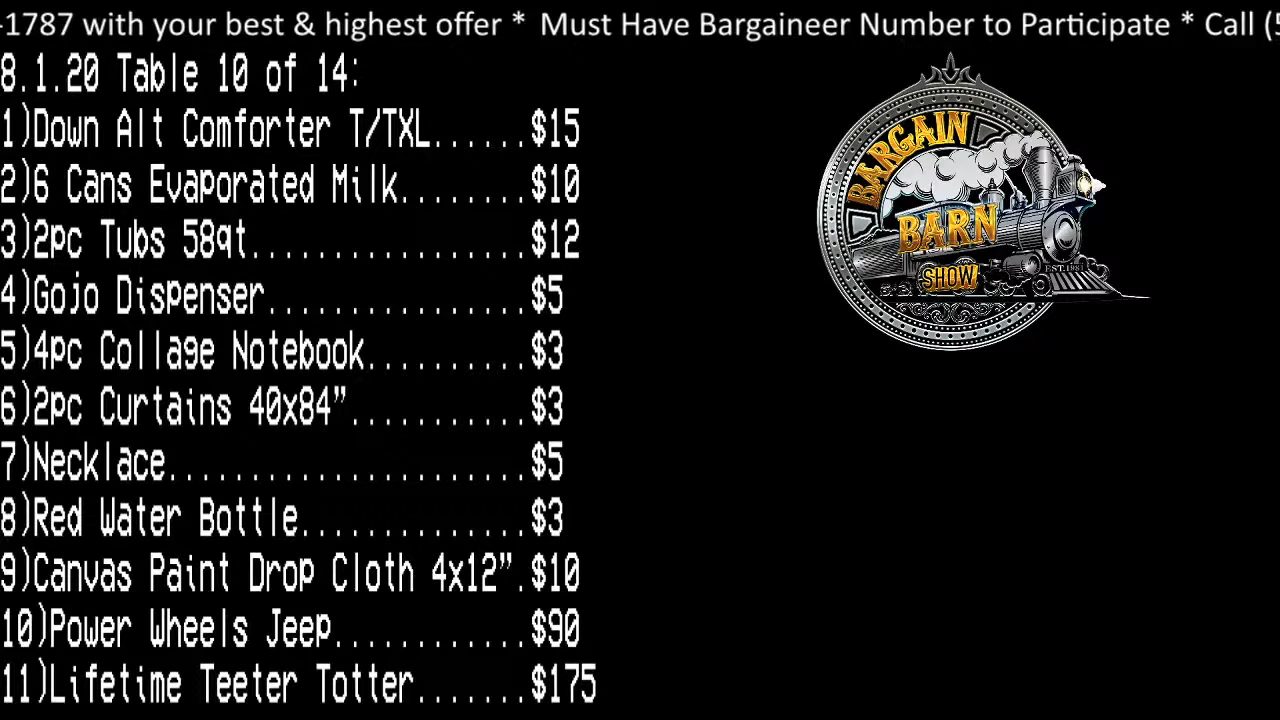 -1787 with your best & highest offer * Must Have Bargaineer Number to Participate * Call (5
8.1.20 Table 10 of 14:
1)Down Alt Comforter T/TXL......$15
2)6 Cans Evaporated Milk........$10
3)2pc Tubs 58qt.................$12
4)Gojo Dispenser................$5
5)4pc Collage Notebook..........$3
6)2pc Curtains 40x84"...........$3
7)Necklace......................$5
8)Red Water Bottle..............$3
9)Canvas Paint Drop Cloth 4x12".$10
10)Power Wheels Jeep............$90
11)Lifetime Teeter Totter.......$175
BARGAIN
BARN
SHOW